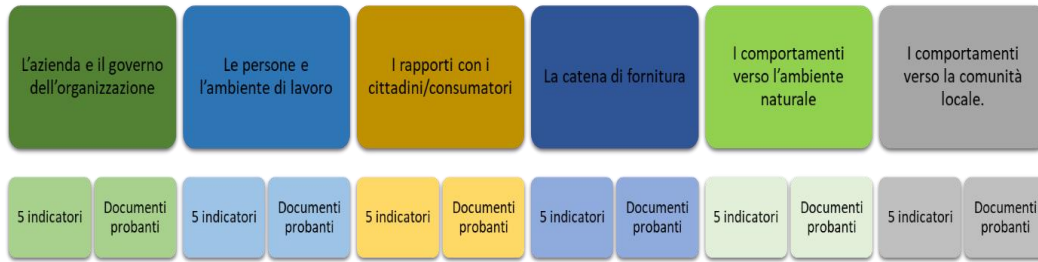 L'azienda e il governo
dell'organizzazione
Le persone e
l'ambiente di lavoro
I rapporti con i
cittadini/consumatori
La catena di fornitura
I comportamenti
verso l'ambiente
naturale
I comportamenti
verso la comunità
locale.
5 indicatori
Documenti
probanti
5 indicatori
Documenti
probanti
5 indicatori
Documenti
probanti
5 indicatori
Documenti
probanti
5 indicatori
Documenti
probanti
5 indicatori
Documenti
probanti